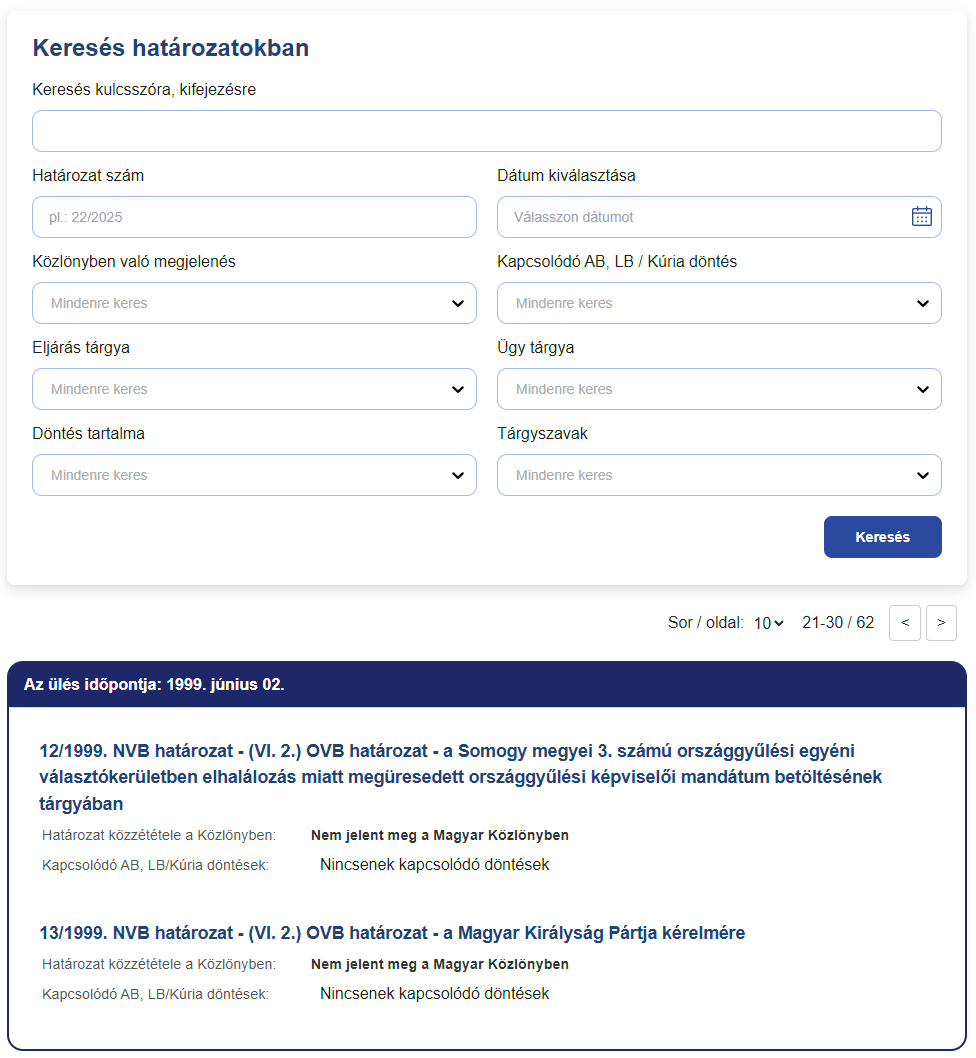 Keresés határozatokban
Keresés kulcsszóra, kifejezésre
Határozat szám
Dátum kiválasztása
pl.: 22/2025
Válasszon dátumot
Közlönyben való megjelenés
Kapcsolódó AB, LB / Kúria döntés
Mindenre keres
Mindenre keres
Eljárás tárgya
Ügy tárgya
Mindenre keres
Mindenre keres
Döntés tartalma
Tárgyszavak
Mindenre keres
Mindenre keres
Keresés
Sor / oldal: 10 21-30 / 62 < >
Az ülés időpontja: 1999. június 02.
12/1999. NVB határozat - (VI. 2.) OVB határozat - a Somogy megyei 3. számú országgyűlési egyéni
választókerületben elhalálozás miatt megüresedett országgyűlési képviselői mandátum betöltésének
tárgyában
Határozat közzététele a Közlönyben: Nem jelent meg a Magyar Közlönyben
Kapcsolódó AB, LB/Kúria döntések: Nincsenek kapcsolódó döntések
13/1999. NVB határozat - (VI. 2.) OVB határozat - a Magyar Királyság Pártja kérelmére
Határozat közzététele a Közlönyben: Nem jelent meg a Magyar Közlönyben
Kapcsolódó AB, LB/Kúria döntések: Nincsenek kapcsolódó döntések